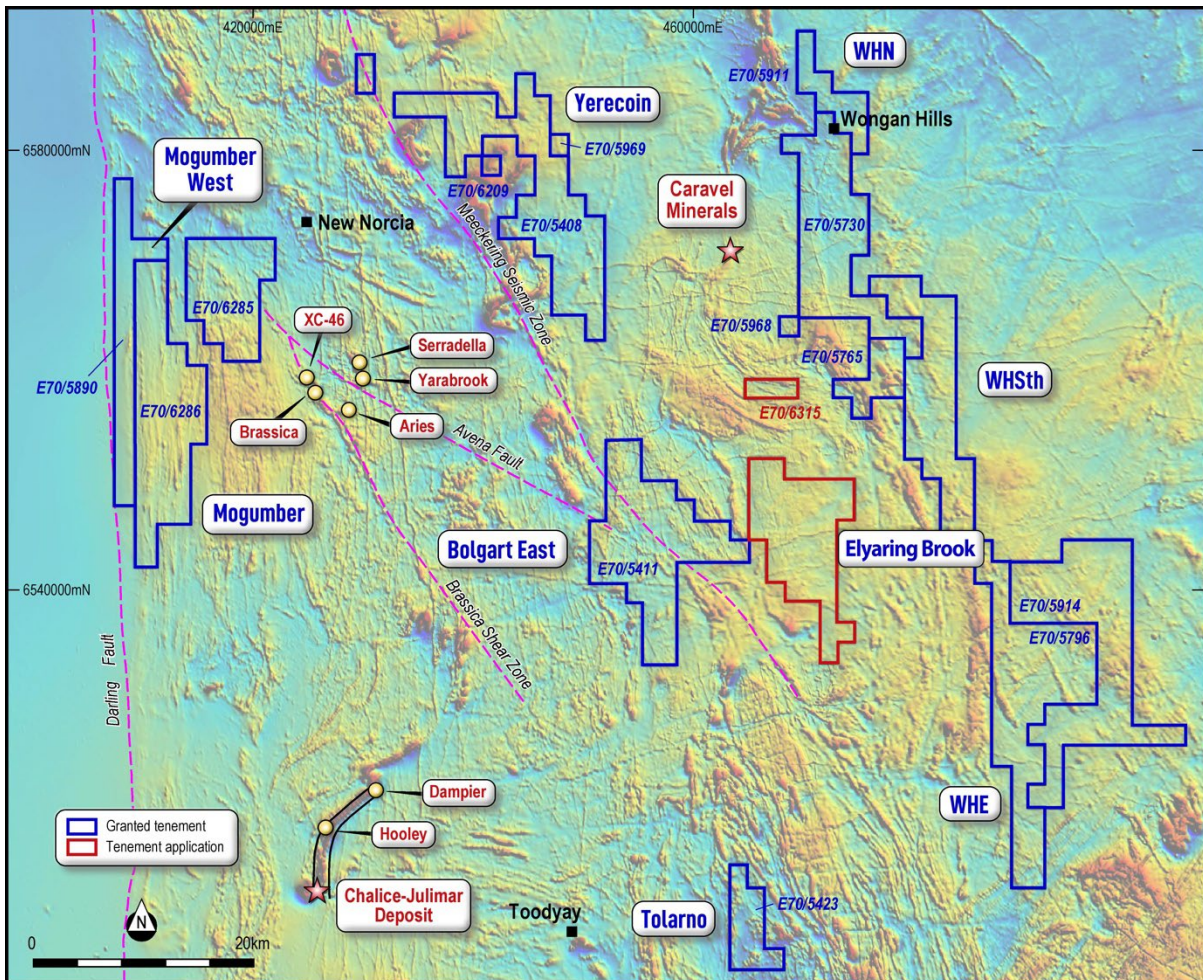 420000mE
460000mE
WHN
E70/5911
Wongan Hills
Yerecoin
E70/5969
6580000mN
Mogumber
West
E70/6209
Caravel
Minerals
New Norcia
E70/5408
E70/5730
Meeckering Seismic Zone
E70/6285
XC-46
E70/5968
Serradella
E70/5765
E70/5890
Yarabrook
WHSth
E70/6286
E70/6315
Brassica
Aries
Avena Fault
Mogumber
Bolgart East
Elyaring Brook
E70/5411
6540000mN
E70/5914
E70/5796
Brassica Shear Zone
Darling Fault
Dampier
WHE
Granted tenement
Tenement application
Hooley
Chalice-Julimar
Deposit
E70/5423
Toodyay
Tolarno
N
0
20km